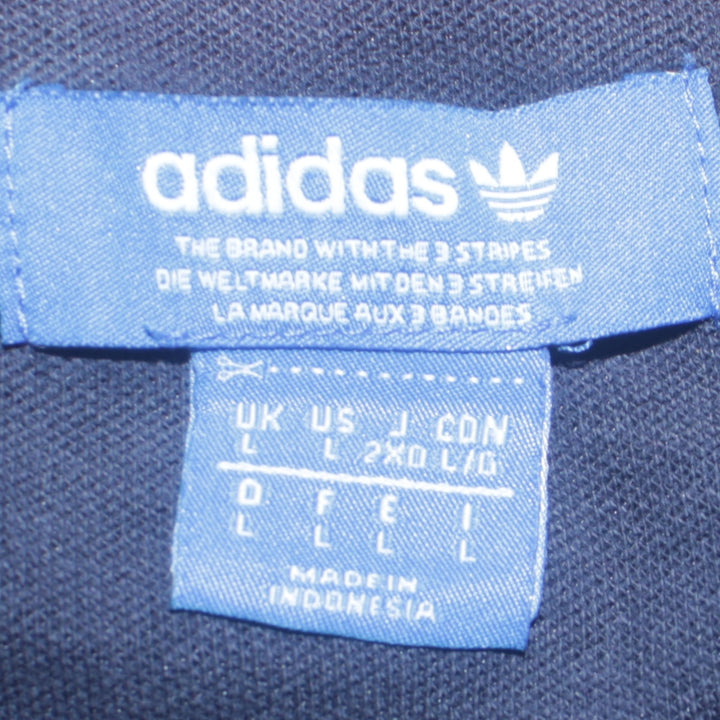 adidas
THE BRAND WITH THE 3 STRIPES
DIE WELTMARKE MIT DEN 3 STREIFEN
LA MARQUE AUX 3 BANDES
UK US J CDN
L L 2XO L/G
D F E I
L L L L
MADE IN
INDONESIA